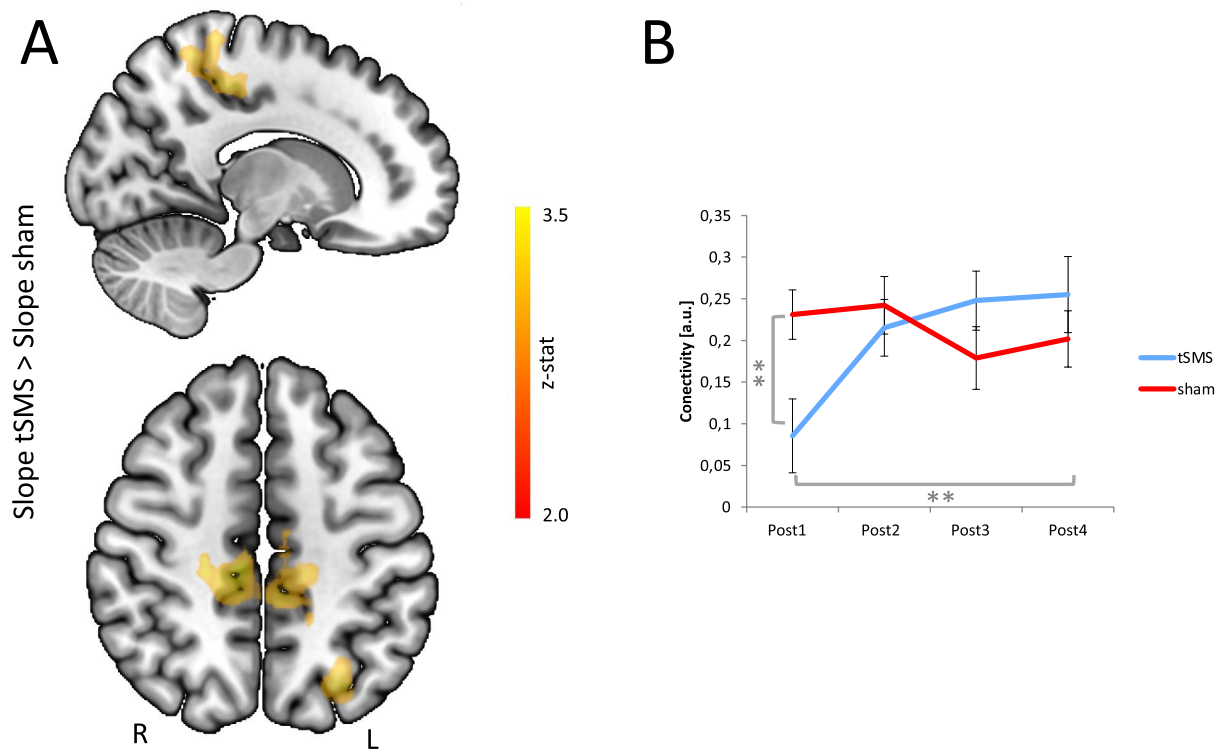 A
Slope tSMS > Slope sham
3.5
z-stat
2.0
R
L
B
0,35
0,3
0,25
0,2
0,15
0,1
0,05
0
Conectivity [a.u.]
**
**
Post1
Post2
Post3
Post4
tSMS
sham